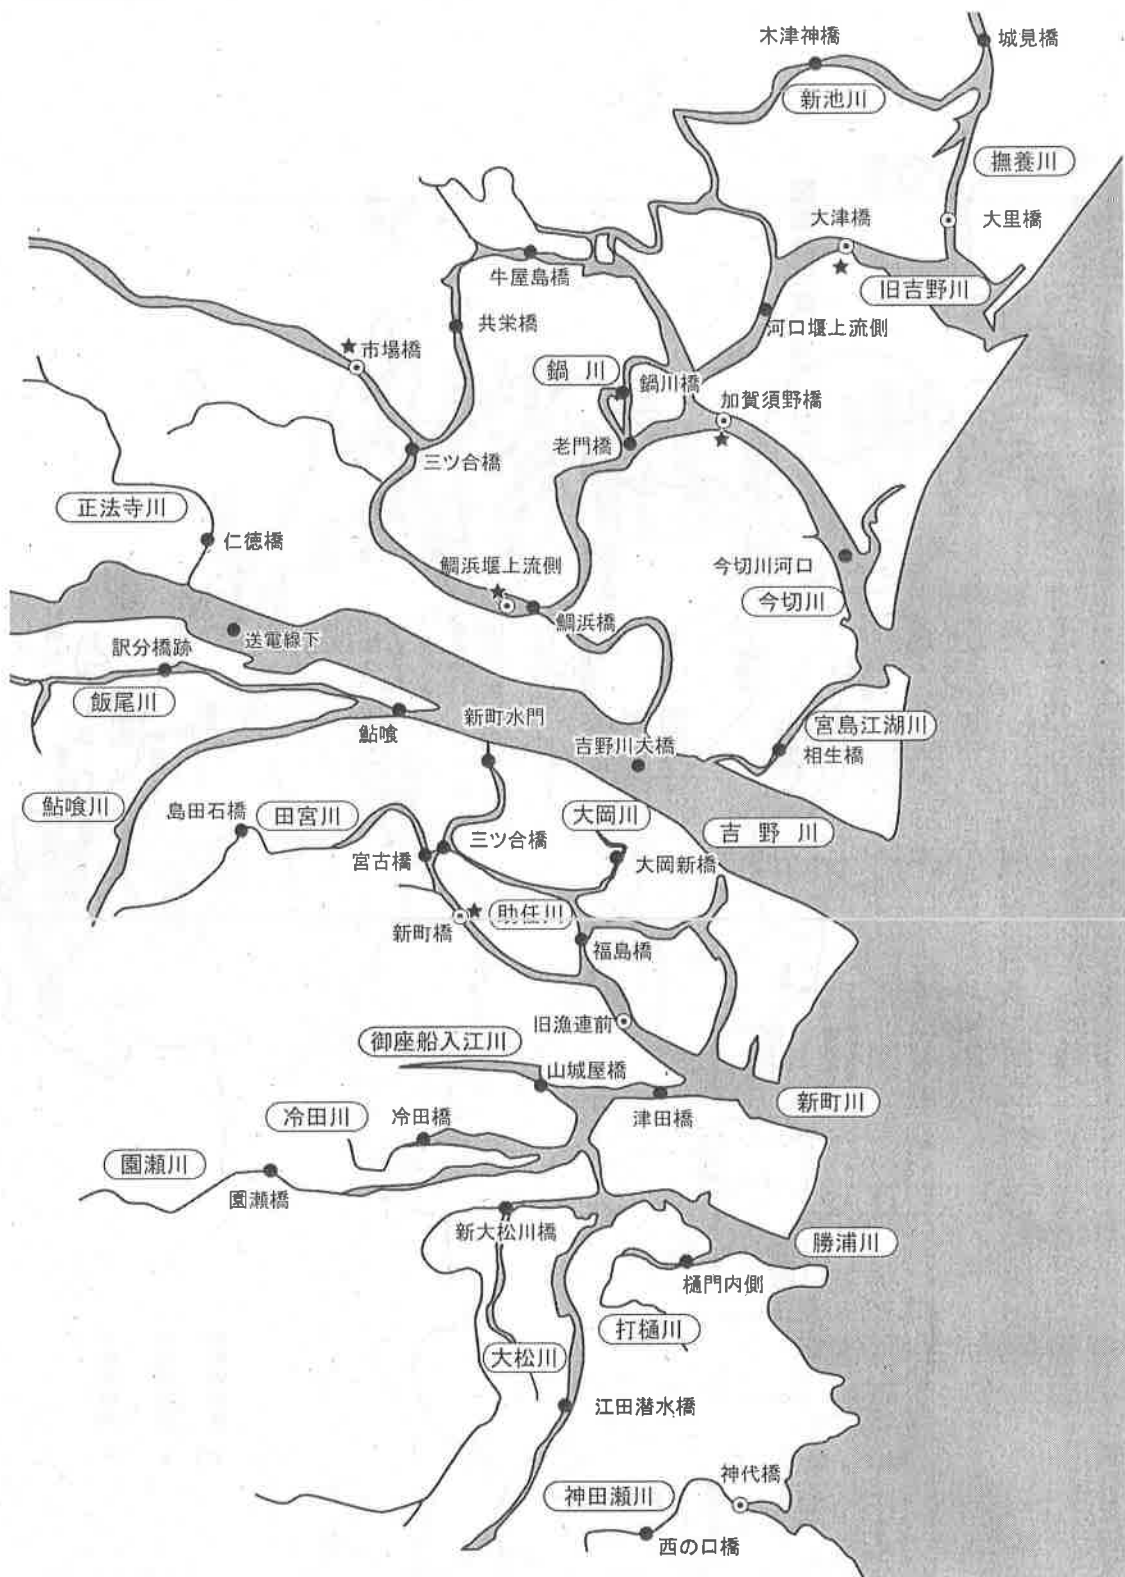 木津神橋
城見橋
新池川
撫養川
大津橋
大里橋
牛屋島橋
旧吉野川
共栄橋
河口堰上流側
市場橋
鍋川
鍋川橋
加賀須野橋
老門橋
三ツ合橋
正法寺川
仁徳橋
鯛浜堰上流側
今切川河口
今切川
鯛浜橋
送電線下
訳分橋跡
飯尾川
鮎喰
新町水門
宮島江湖川
吉野川大橋
相生橋
鮎喰川
島田石橋
田宮川
大岡川
吉野川
三ツ合橋
宮古橋
大岡新橋
助任川
新町橋
福島橋
旧漁連前
御座船入江川
山城屋橋
新町川
冷田川
冷田橋
津田橋
園瀬川
園瀬橋
新大松川橋
勝浦川
樋門内側
打樋川
大松川
江田潜水橋
神代橋
神田瀬川
西の口橋